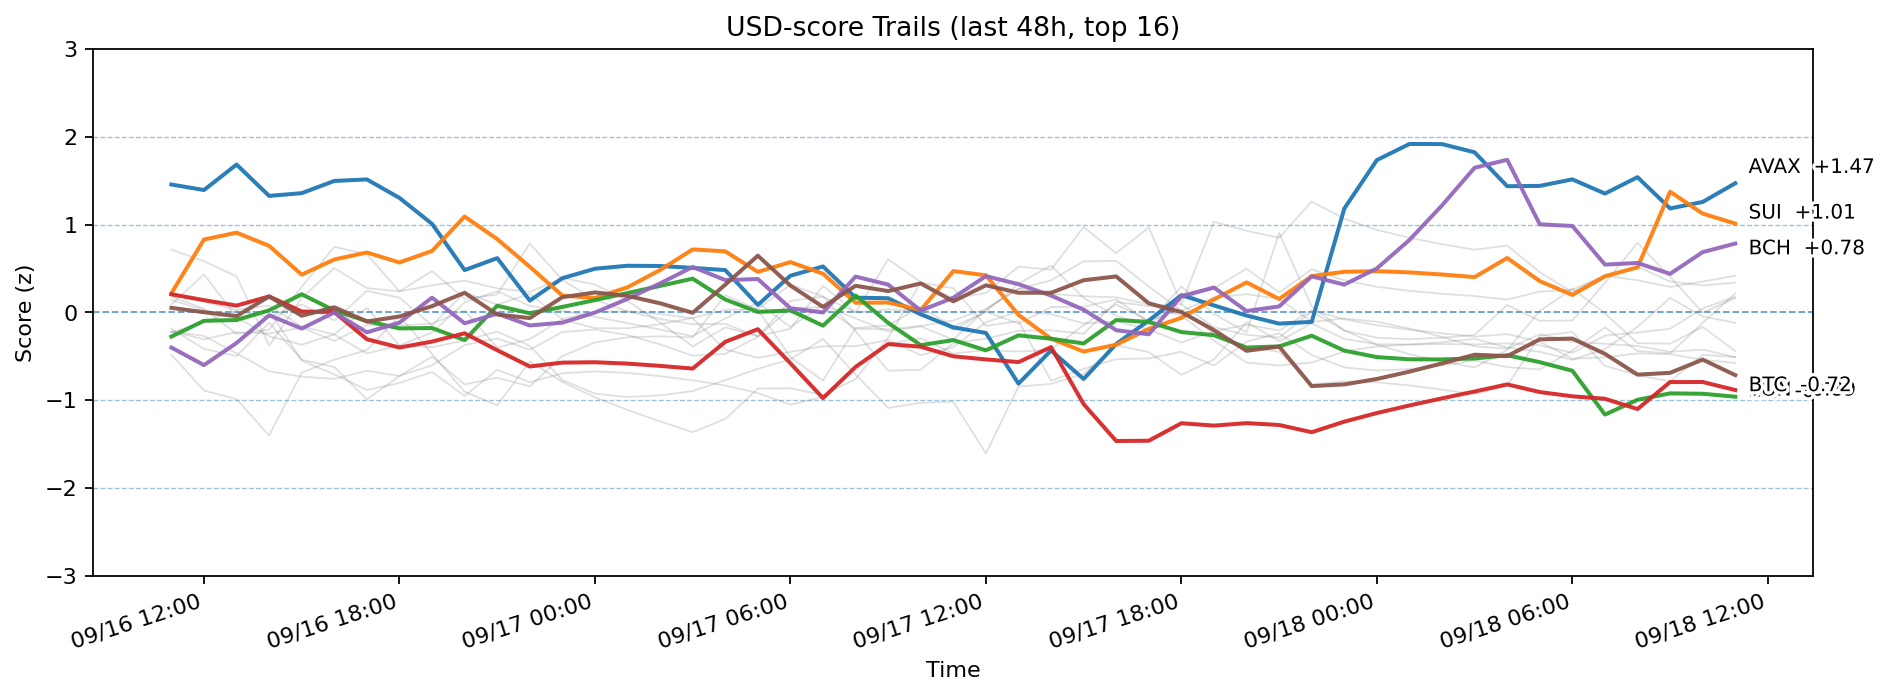 USD-score Trails (last 48h, top 16)
3
2
1
0
−1
−2
−3
Score (z)
AVAX +1.47
SUI +1.01
BCH +0.78
BTC -0.72
09/16 12:00
09/16 18:00
09/17 00:00
09/17 06:00
09/17 12:00
09/17 18:00
09/18 00:00
09/18 06:00
09/18 12:00
Time